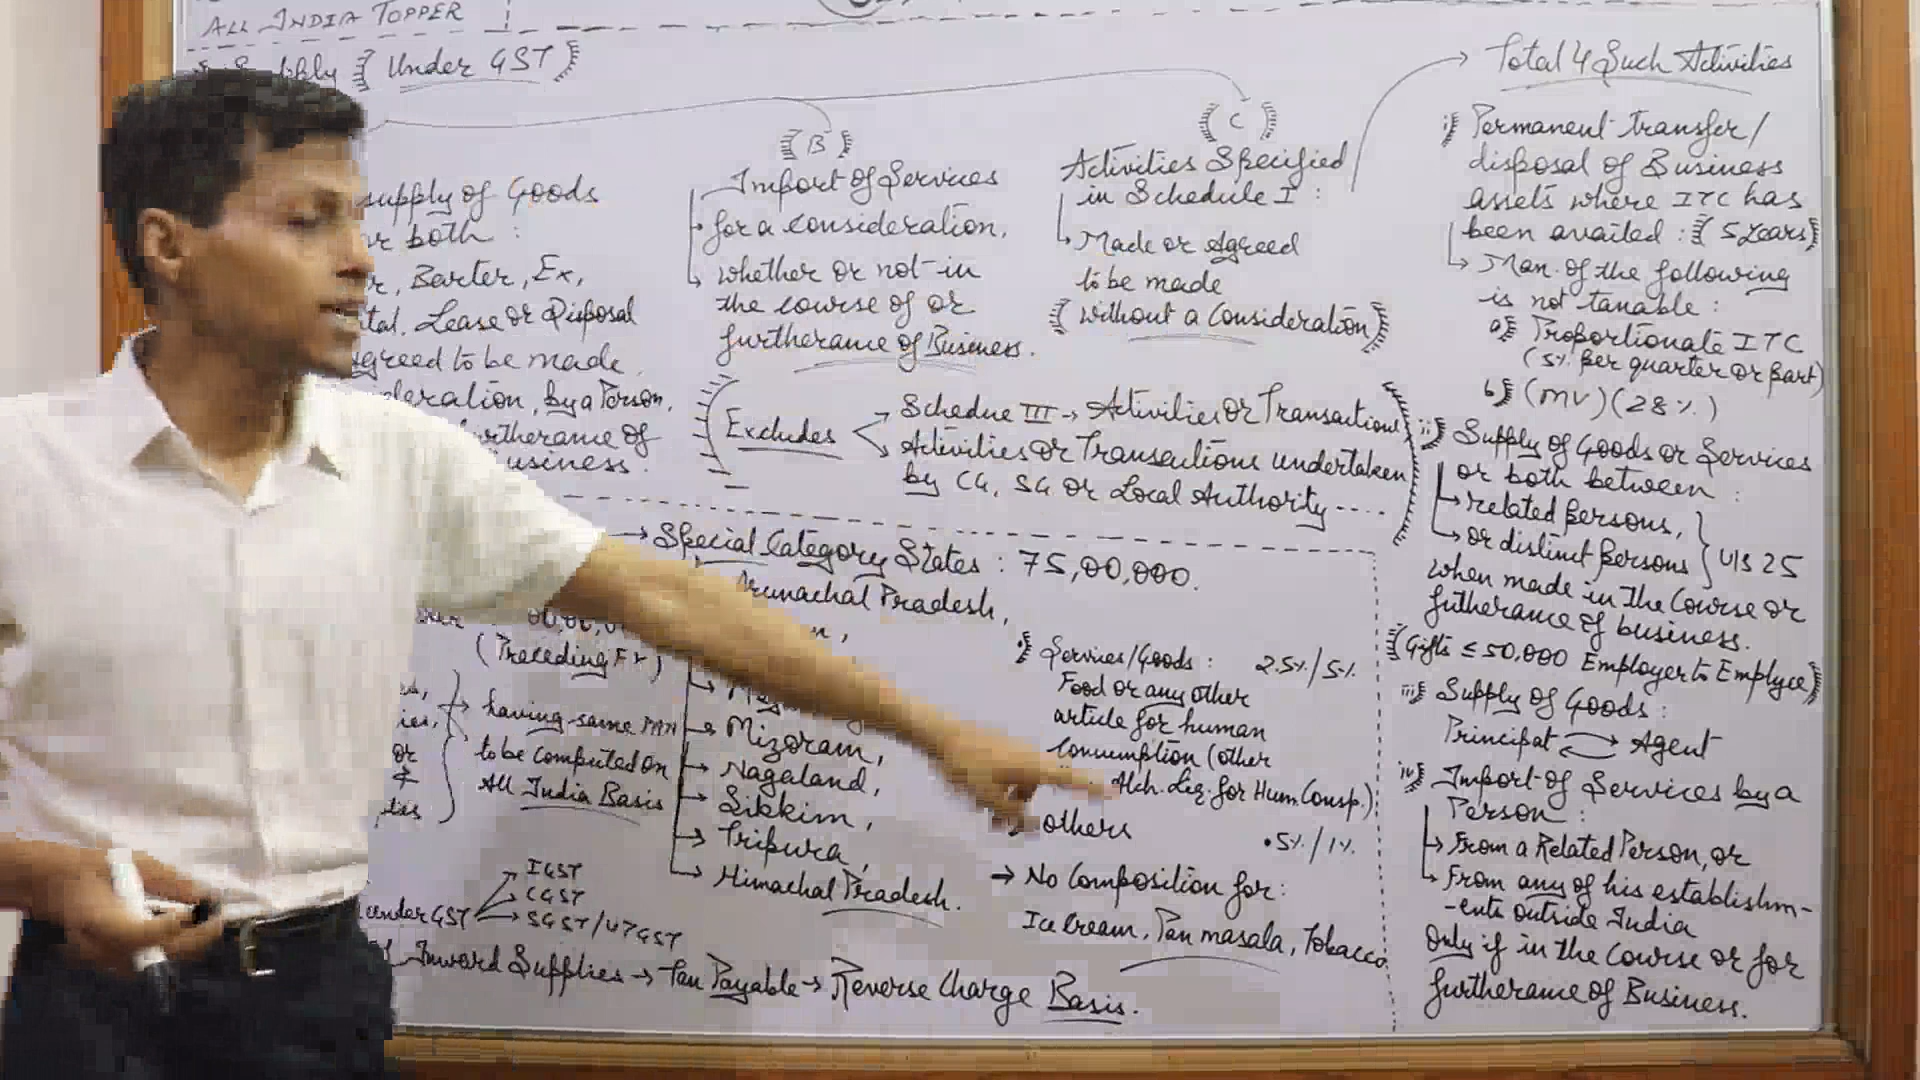 ALL INDIA TOPPER
Under GST
Total 4 Such Activities
(B)
(C)
supply of Goods
or both :
Barter, Ex,
Lease or Disposal
agreed to be made
by a Person,
furtherance of
Business.
Import of Services
for a consideration,
whether or not in
the course of or
furtherance of Business.
Activities Specified
in Schedule I :
Made or Agreed
to be made
(without a Consideration)
i) Permanent transfer/
disposal of Business
assets where ITC has
been availed : (5 Years)
of the following
is not taxable :
a) Proportionate ITC
(5% Per quarter or Part)
b) (MV) (28%)
ii) Supply of Goods or Services
or both between :
related Persons,
or distinct Persons } U/s 25
when made in the Course or
futherance of business.
(Gifts ≤ 50,000 Employer to Emplyee)
iii) Supply of Goods :
Principal Agent
iv) Import of Services by a
Person :
From a Related Person, or
From any of his establishm-
-ents outside India
Only if in the Course or for
furtherance of Business.
Excludes
Schedue III → Activities or Transactions
Activities or Transactions undertaken
by CG, SG or Local Authority ----
→ Special Category States : 75,00,000.
Arunachal Pradesh,
(Preceding FY)
having same PAN
to be Computed on
All India Basis
Mizoram,
Nagaland,
Sikkim,
Tripura,
Himachal Pradesh.
Services/Goods : 2.5% / 5%
Food or any other
article for human
Consumption (other
Alch. Liq. for Hum. Consp.)
others
.5% / 1%
→ No Composition for :
Ice Cream, Pan masala, Tobacco
under GST
IGST
CGST
SGST/UTGST
Inward Supplies → Tax Payable → Reverse Charge Basis.